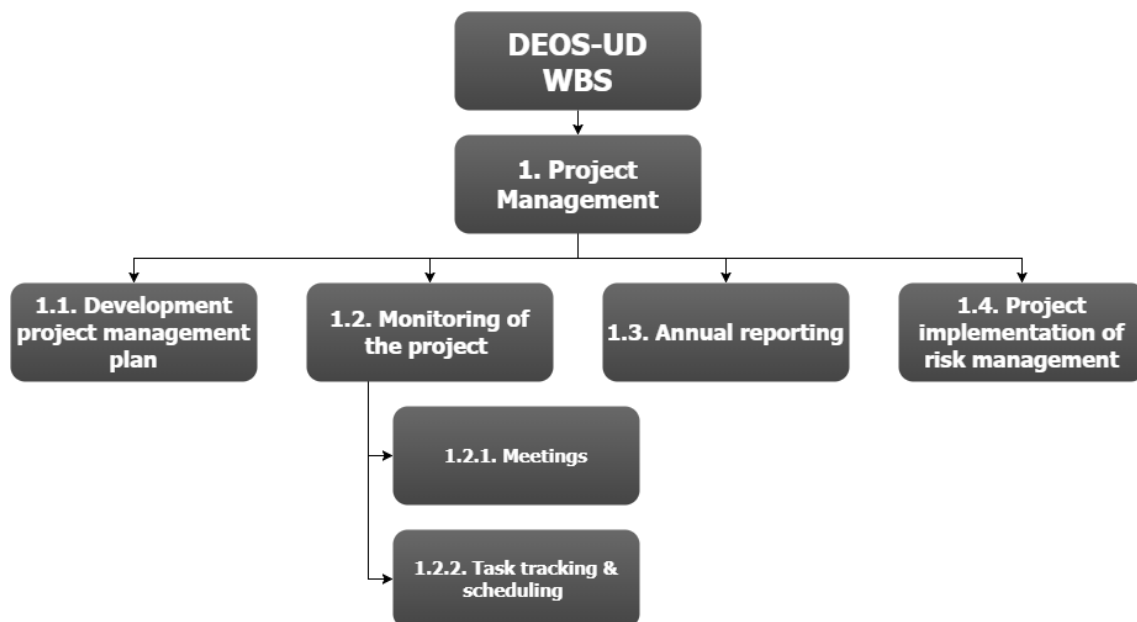 DEOS-UD
WBS
1. Project
Management
1.1. Development
project management
plan
1.2. Monitoring of
the project
1.3. Annual reporting
1.4. Project
implementation of
risk management
1.2.1. Meetings
1.2.2. Task tracking &
scheduling